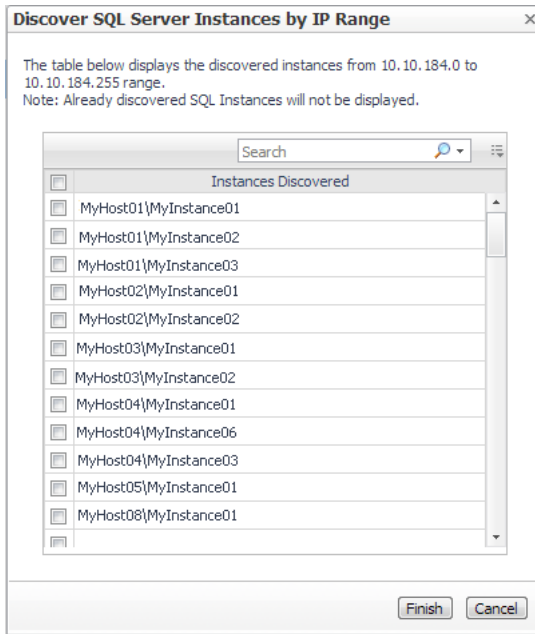 Discover SQL Server Instances by IP Range
The table below displays the discovered instances from 10.10.184.0 to
10.10.184.255 range.
Note: Already discovered SQL Instances will not be displayed.
Search
Instances Discovered
MyHost01\MyInstance01
MyHost01\MyInstance02
MyHost01\MyInstance03
MyHost02\MyInstance01
MyHost02\MyInstance02
MyHost03\MyInstance01
MyHost03\MyInstance02
MyHost04\MyInstance01
MyHost04\MyInstance06
MyHost04\MyInstance03
MyHost05\MyInstance01
MyHost08\MyInstance01
Finish Cancel